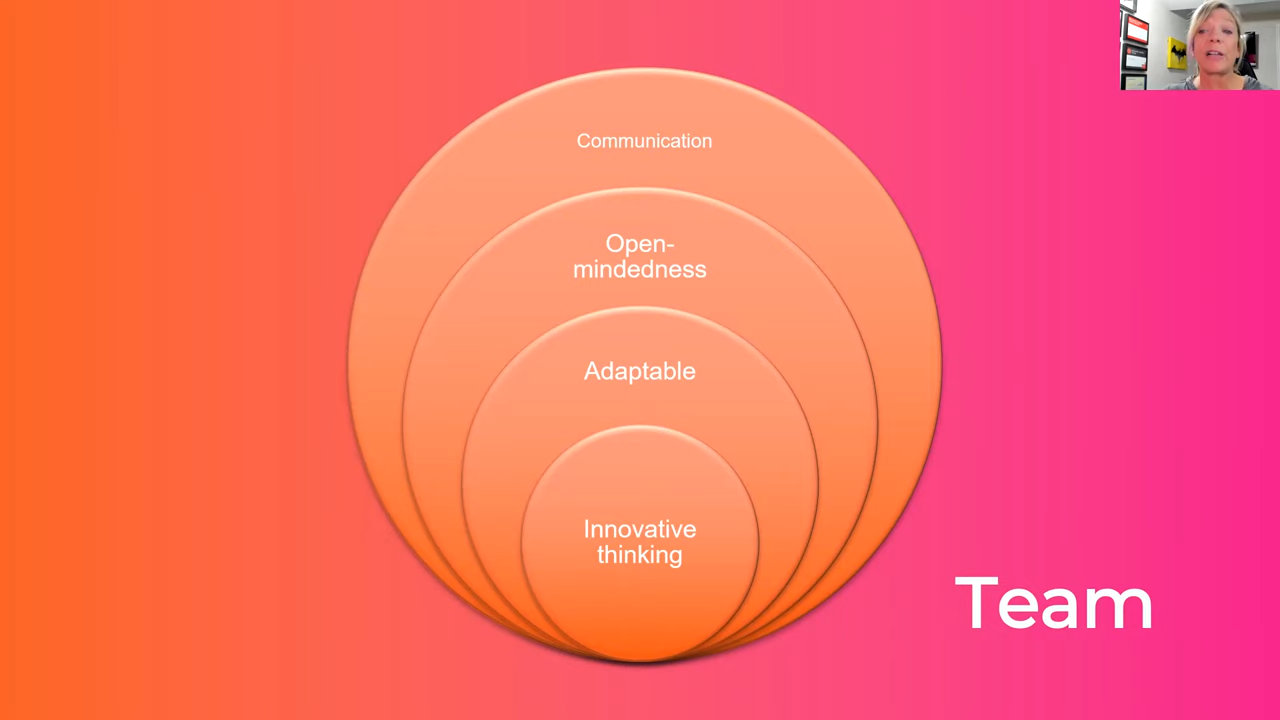 Communication
Open-
mindedness
Adaptable
Innovative
thinking
Team